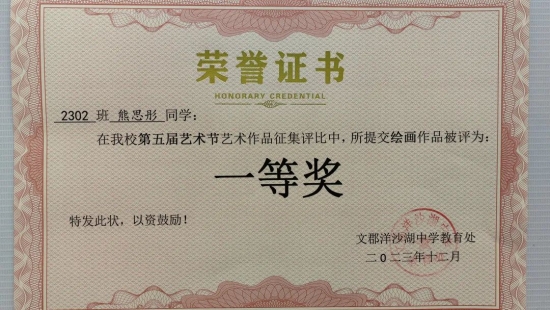 荣誉证书
HONORARY CREDENTIAL
2302 班 熊思彤 同学:
在我校第五届艺术节艺术作品征集评比中，所提交绘画作品被评为:
一等奖
特发此状，以资鼓励!
文郡洋沙湖中学教育处
二〇二三年十二月